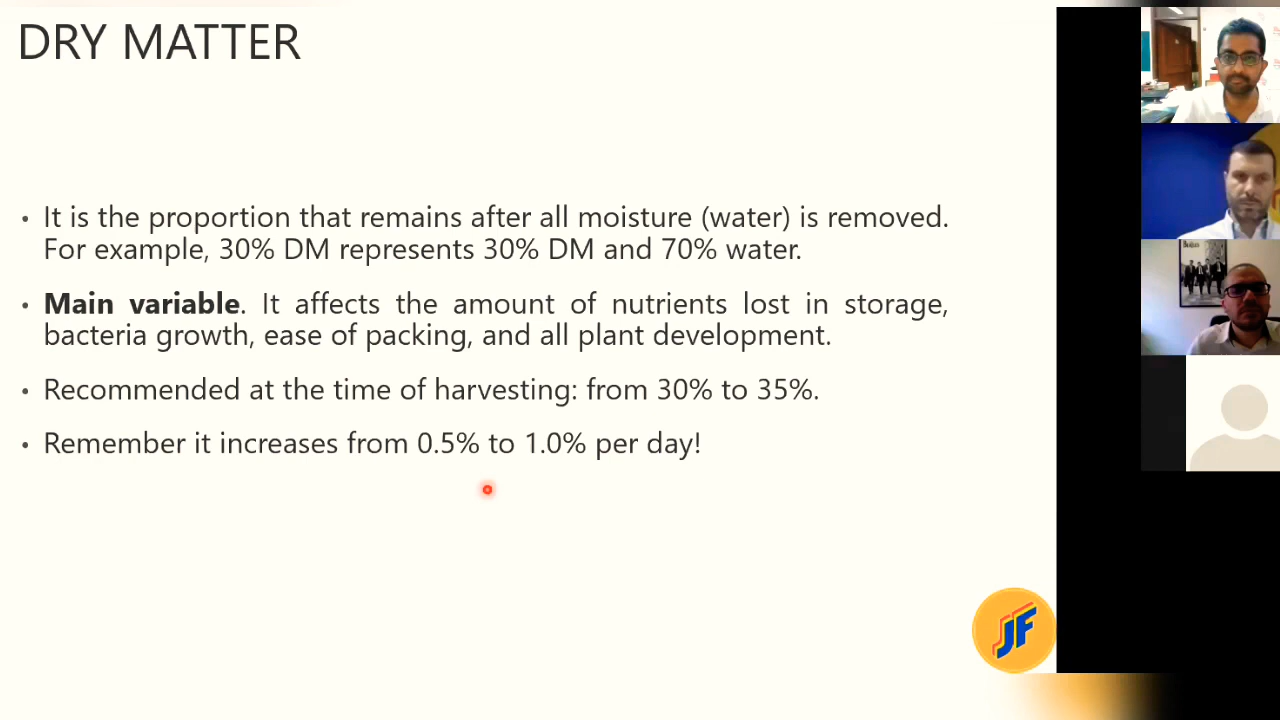 DRY MATTER
• It is the proportion that remains after all moisture (water) is removed.
For example, 30% DM represents 30% DM and 70% water.
• Main variable. It affects the amount of nutrients lost in storage,
bacteria growth, ease of packing, and all plant development.
• Recommended at the time of harvesting: from 30% to 35%.
• Remember it increases from 0.5% to 1.0% per day!
JF